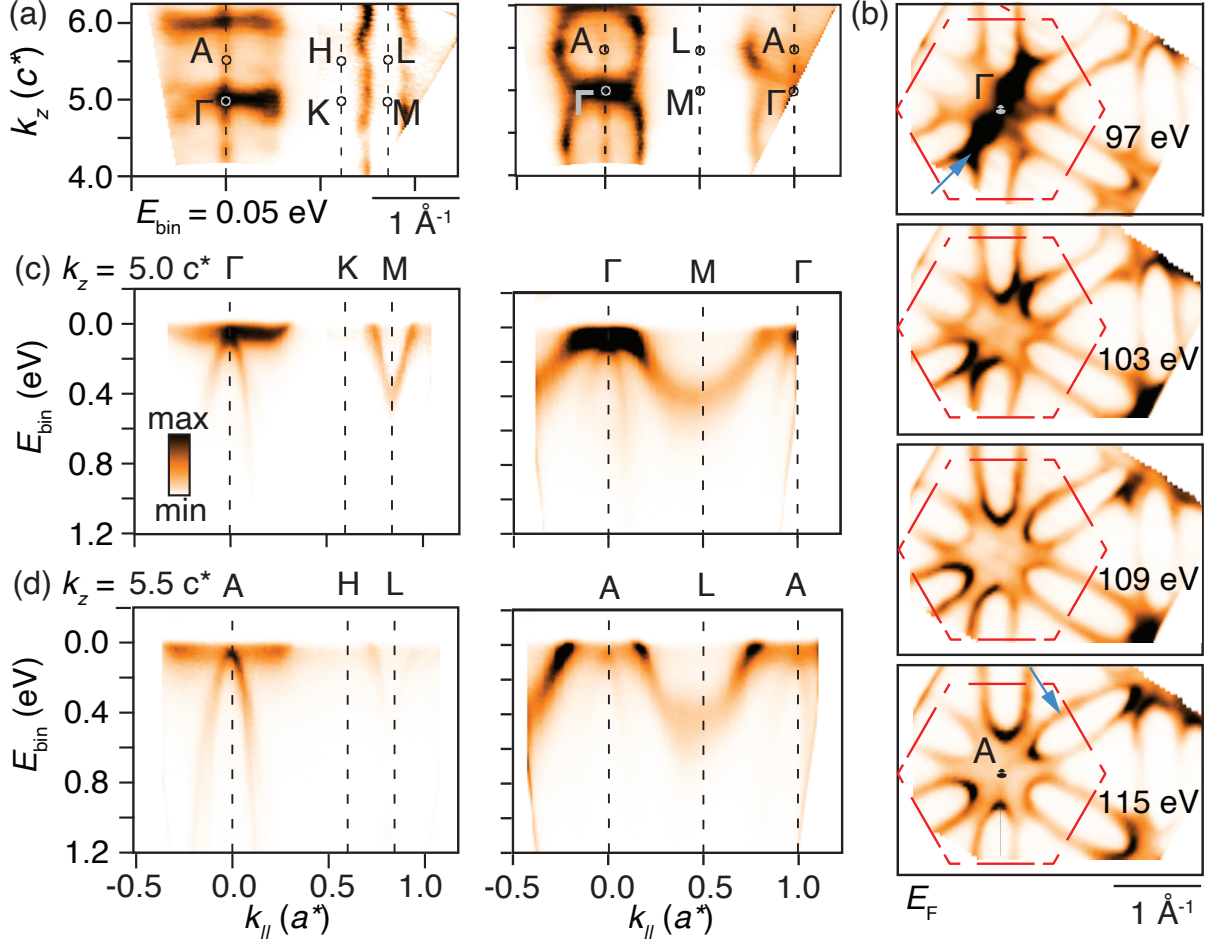 (a)
6.0
5.0
4.0
k_z (c*)
A
H
L
Γ
K
M
E_bin = 0.05 eV
1 Å⁻¹
A
L
A
Γ
M
Γ
(b)
Γ
97 eV
103 eV
109 eV
A
115 eV
E_F
1 Å⁻¹
(c) k_z = 5.0 c* Γ K M
Γ M Γ
0.0
0.4
0.8
1.2
E_bin (eV)
max
min
(d) k_z = 5.5 c* A H L
A L A
0.0
0.4
0.8
1.2
E_bin (eV)
-0.5 0.0 0.5 1.0
k_// (a*)
0.0 0.5 1.0
k_// (a*)